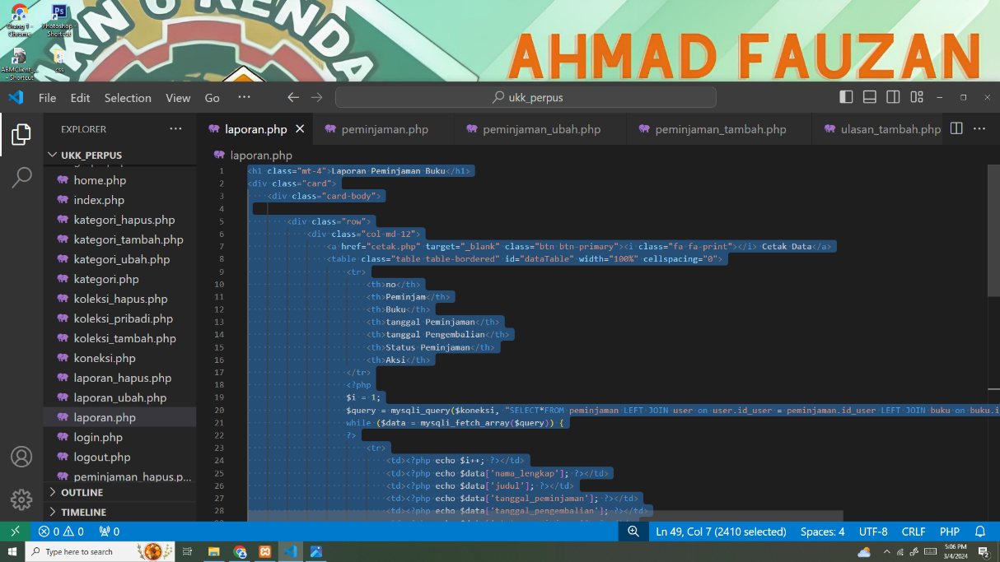 KN 6 RENDA
AHMAD FAUZAN
Orang 1 -
Chrome
Photoshop -
Shortcut
- Shortcut
css
File
Edit
Selection
View
Go
ukk_perpus
EXPLORER
UKK_PERPUS
home.php
index.php
kategori_hapus.php
kategori_tambah.php
kategori_ubah.php
kategori.php
koleksi_hapus.php
koleksi_pribadi.php
koleksi_tambah.php
koneksi.php
laporan_hapus.php
laporan_ubah.php
laporan.php
login.php
logout.php
peminjaman_hapus.p...
OUTLINE
TIMELINE
laporan.php
peminjaman.php
peminjaman_ubah.php
peminjaman_tambah.php
ulasan_tambah.php
laporan.php
1 <h1 class="mt-4">Laporan Peminjaman Buku</h1>
2 <div class="card">
3 <div class="card-body">
4
5 <div class="row">
6 <div class="col-md-12">
7 <a href="cetak.php" target="_blank" class="btn btn-primary"><i class="fa fa-print"></i> Cetak Data</a>
8 <table class="table table-bordered" id="dataTable" width="100%" cellspacing="0">
9 <tr>
10 <th>no</th>
11 <th>Peminjam</th>
12 <th>Buku</th>
13 <th>tanggal Peminjaman</th>
14 <th>tanggal Pengembalian</th>
15 <th>Status Peminjaman</th>
16 <th>Aksi</th>
17 </tr>
18 <?php
19 $i = 1;
20 $query = mysqli_query($koneksi, "SELECT*FROM peminjaman LEFT JOIN user on user.id_user = peminjaman.id_user LEFT JOIN buku on buku.i
21 while ($data = mysqli_fetch_array($query)) {
22 ?>
23 <tr>
24 <td><?php echo $i++; ?></td>
25 <td><?php echo $data['nama_lengkap']; ?></td>
26 <td><?php echo $data['judul']; ?></td>
27 <td><?php echo $data['tanggal_peminjaman']; ?></td>
28 <td><?php echo $data['tanggal_pengembalian']; ?></td>
0 0
0
Ln 49, Col 7 (2410 selected)
Spaces: 4
UTF-8
CRLF
PHP
Type here to search
5:06 PM
3/4/2024
2